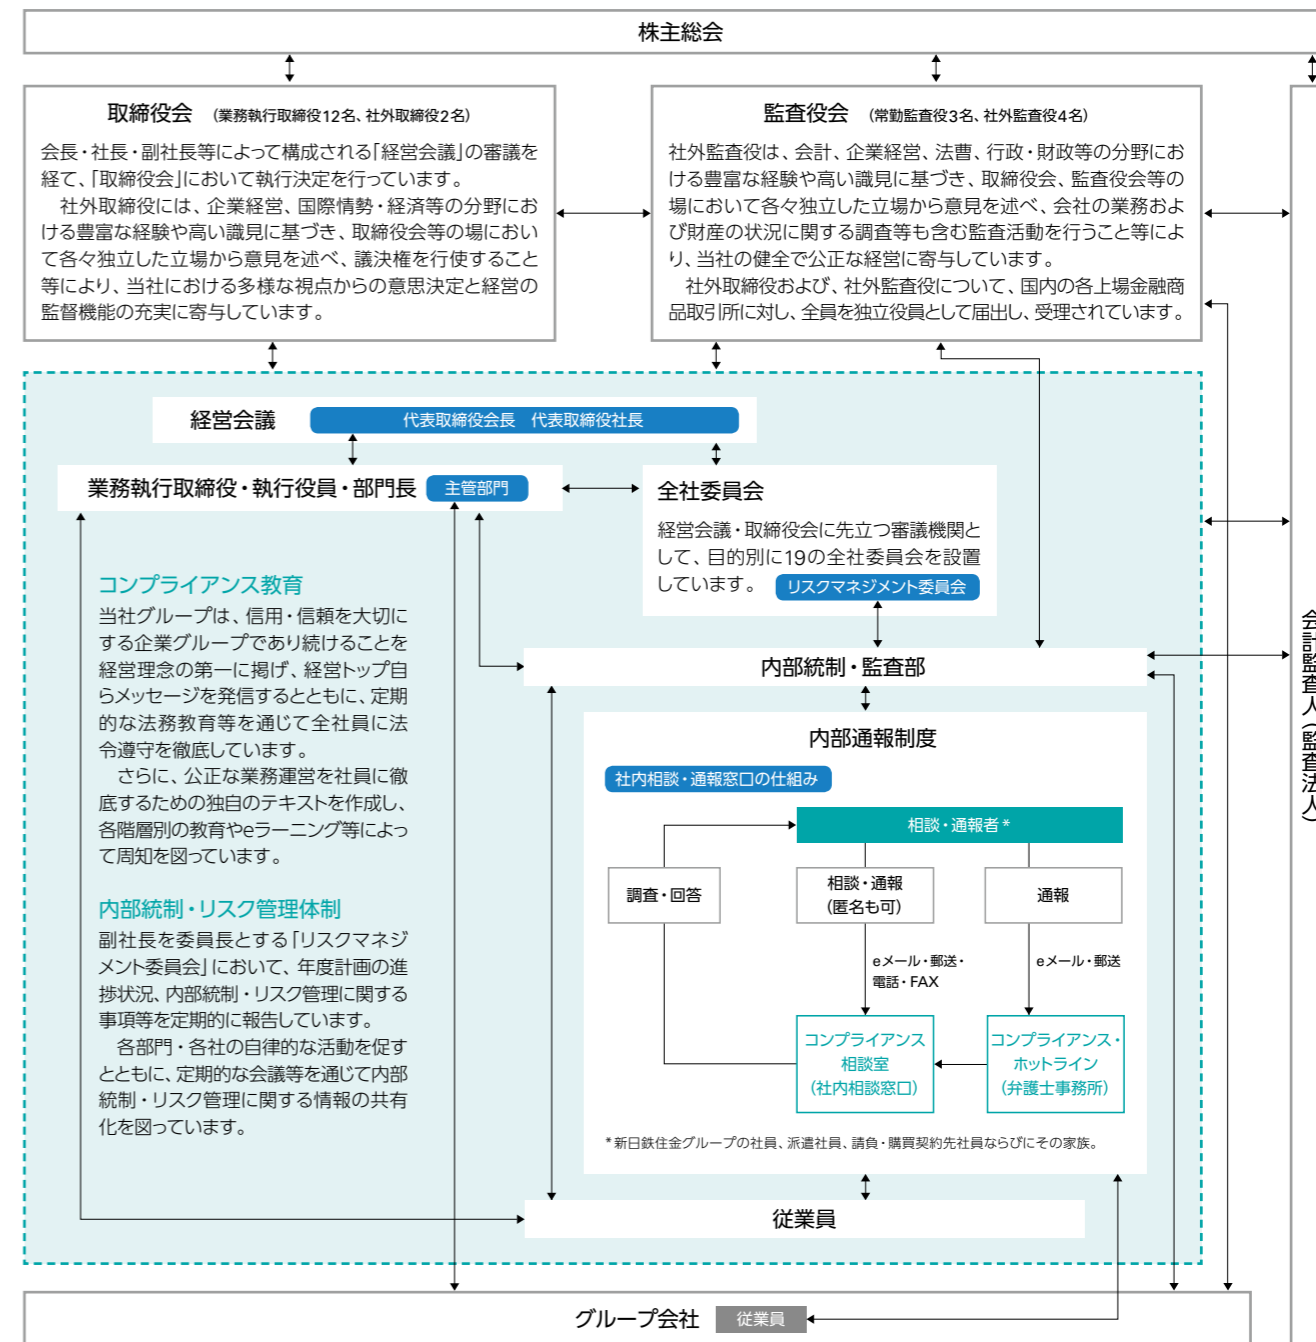 株主総会
取締役会 （業務執行取締役12名、社外取締役2名）
会長・社長・副社長等によって構成される「経営会議」の審議を
経て、「取締役会」において執行決定を行っています。
　社外取締役には、企業経営、国際情勢・経済等の分野にお
ける豊富な経験や高い識見に基づき、取締役会等の場におい
て各々独立した立場から意見を述べ、議決権を行使すること
等により、当社における多様な視点からの意思決定と経営の
監督機能の充実に寄与しています。
監査役会 （常勤監査役3名、社外監査役4名）
社外監査役は、会計、企業経営、法曹、行政・財政等の分野にお
ける豊富な経験や高い識見に基づき、取締役会、監査役会等の
場において各々独立した立場から意見を述べ、会社の業務およ
び財産の状況に関する調査等も含む監査活動を行うこと等によ
り、当社の健全で公正な経営に寄与しています。
　社外取締役および、社外監査役について、国内の各上場金融商
品取引所に対し、全員を独立役員として届出し、受理されています。
経営会議 代表取締役会長　代表取締役社長
業務執行取締役・執行役員・部門長 主管部門
全社委員会
経営会議・取締役会に先立つ審議機関と
して、目的別に19の全社委員会を設置
しています。 リスクマネジメント委員会
コンプライアンス教育
当社グループは、信用・信頼を大切に
する企業グループであり続けることを
経営理念の第一に掲げ、経営トップ自
らメッセージを発信するとともに、定期
的な法務教育等を通じて全社員に法
令遵守を徹底しています。
　さらに、公正な業務運営を社員に徹
底するための独自のテキストを作成し、
各階層別の教育やeラーニング等によっ
て周知を図っています。
内部統制・リスク管理体制
副社長を委員長とする「リスクマネジ
メント委員会」において、年度計画の進
捗状況、内部統制・リスク管理に関する
事項等を定期的に報告しています。
　各部門・各社の自律的な活動を促す
とともに、定期的な会議等を通じて内部
統制・リスク管理に関する情報の共有
化を図っています。
内部統制・監査部
内部通報制度
社内相談・通報窓口の仕組み
相談・通報者*
調査・回答
相談・通報
（匿名も可）
通報
eメール・郵送・
電話・FAX
eメール・郵送
コンプライアンス
相談室
（社内相談窓口）
コンプライアンス・
ホットライン
（弁護士事務所）
*新日鉄住金グループの社員、派遣社員、請負・購買契約先社員ならびにその家族。
従業員
グループ会社 従業員
会計監査人（監査法人）